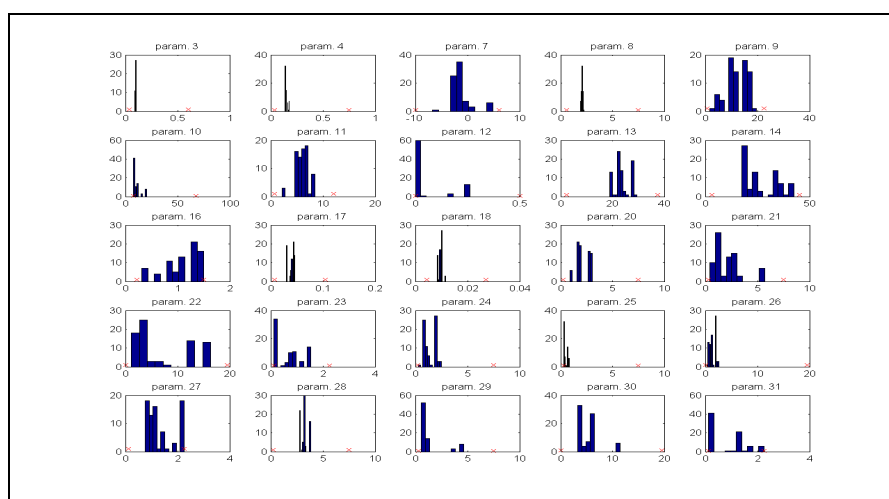 param. 3 param. 4 param. 7 param. 8 param. 9
30 40 40 40 20
20 30
20 20 20 10
10 10
0 0 0 0 0
0 0.5 1 0 0.5 1 -10 0 10 0 5 10 0 20 40
param. 10 param. 11 param. 12 param. 13 param. 14
60 20 60 30 30
40 40 20 20
10
20 20 10 10
0 0 0 0 0
0 50 100 0 10 20 0 0.5 0 20 40 0 20 40 60
param. 16 param. 17 param. 18 param. 20 param. 21
30 30 30 30 30
20 20 20 20 20
10 10 10 10 10
0 0 0 0 0
0 1 2 0 0.1 0.2 0 0.02 0.04 0 5 10 0 5 10
param. 22 param. 23 param. 24 param. 25 param. 26
30 40 30 40 30
20 20 20
20 20
10 10 10
0 0 0 0 0
0 10 20 0 2 4 0 5 10 0 5 10 0 10 20
param. 27 param. 28 param. 29 param. 30 param. 31
20 30 60 60 60
20 40 40 40
10
10 20 20 20
0 0 0 0 0
0 2 4 0 5 10 0 5 10 0 10 20 0 2 4